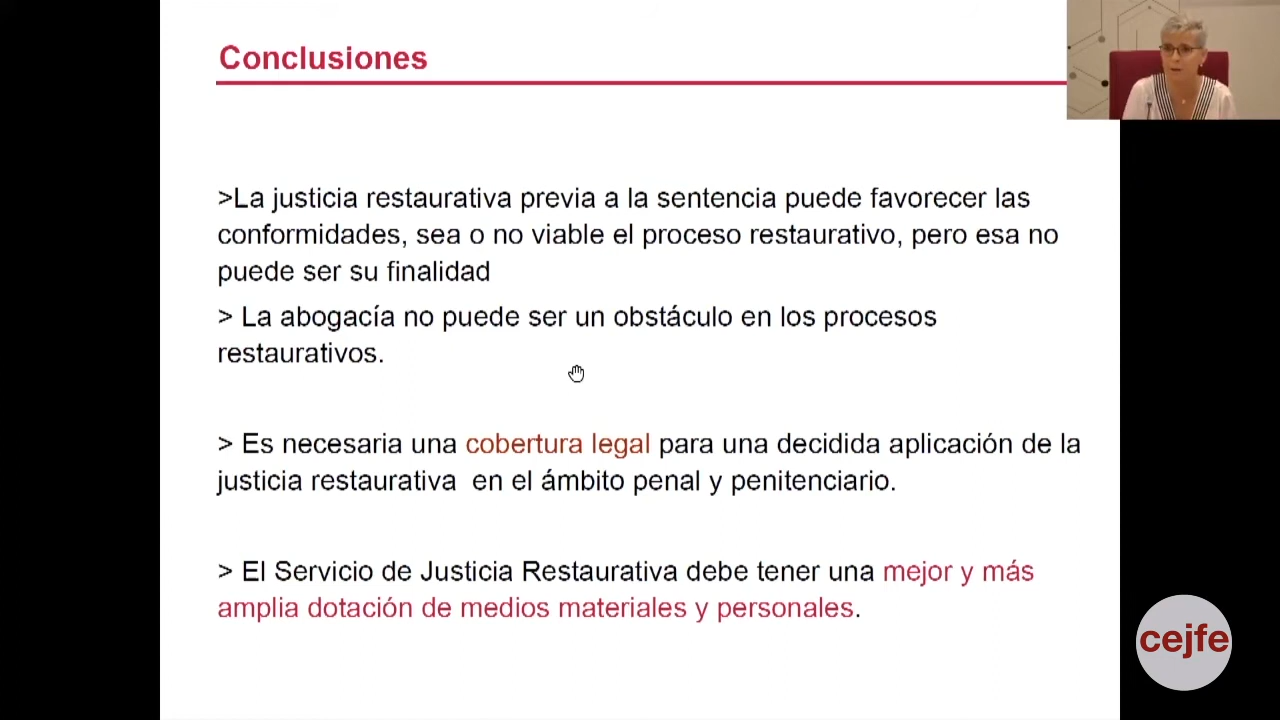 Conclusiones
>La justicia restaurativa previa a la sentencia puede favorecer las
conformidades, sea o no viable el proceso restaurativo, pero esa no
puede ser su finalidad
> La abogacía no puede ser un obstáculo en los procesos
restaurativos.
> Es necesaria una cobertura legal para una decidida aplicación de la
justicia restaurativa  en el ámbito penal y penitenciario.
> El Servicio de Justicia Restaurativa debe tener una mejor y más
amplia dotación de medios materiales y personales.
cejfe